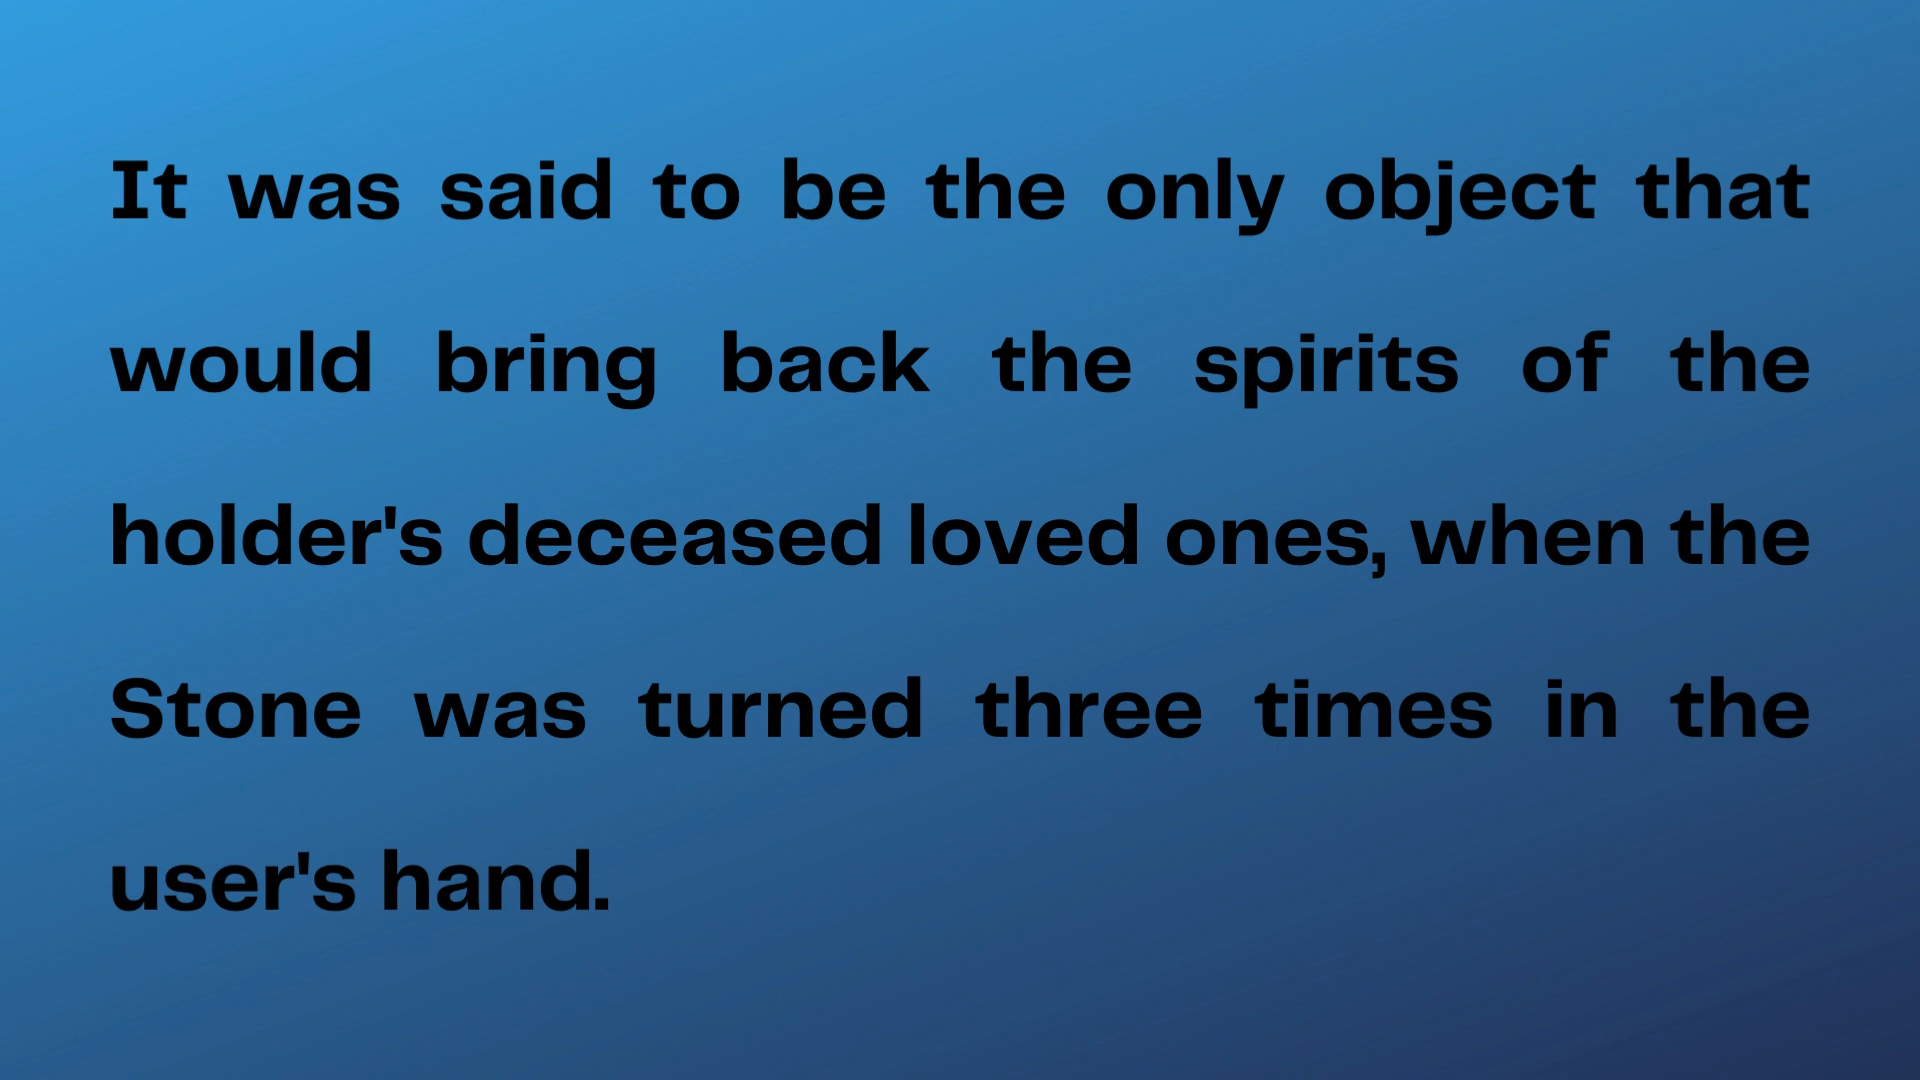 It was said to be the only object that
would bring back the spirits of the
holder's deceased loved ones, when the
Stone was turned three times in the
user's hand.